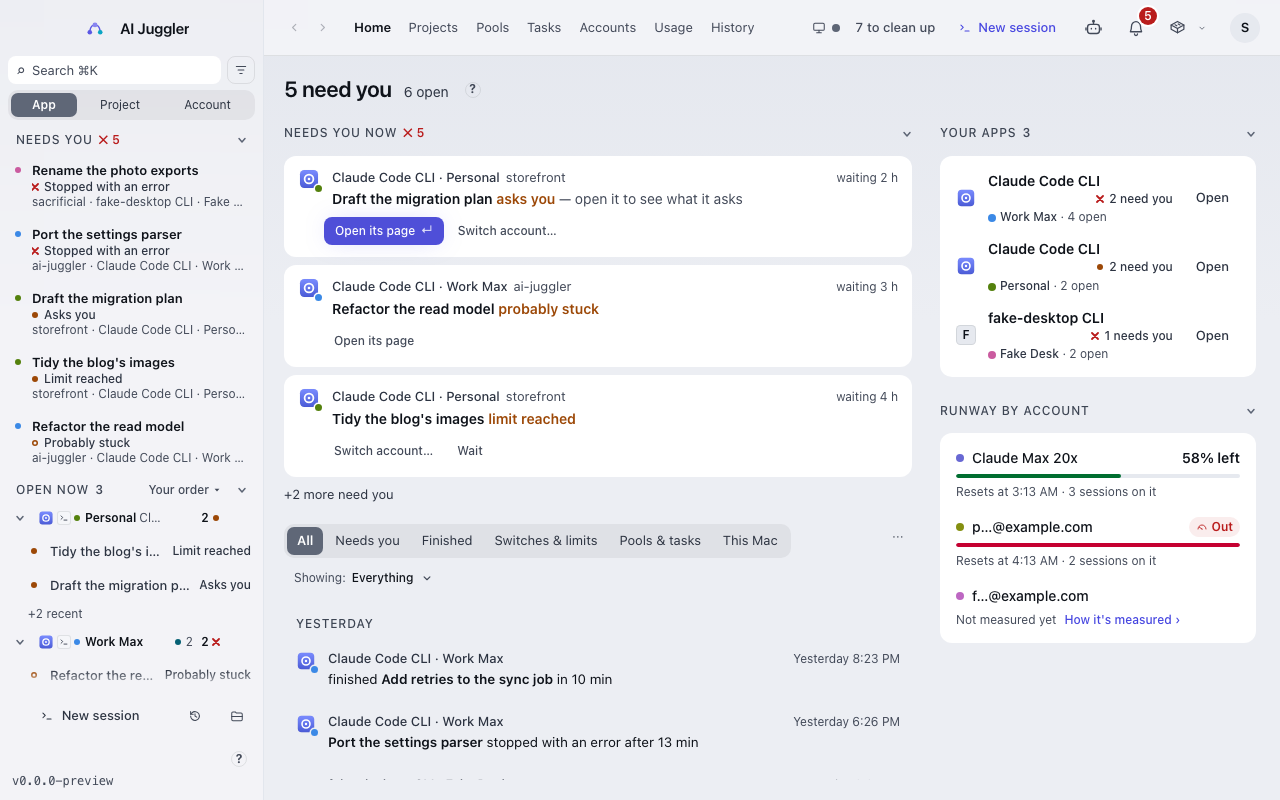 AI Juggler
Search ⌘K
App Project Account
NEEDS YOU 5
Rename the photo exports
Stopped with an error
sacrificial · fake-desktop CLI · Fake ...
Port the settings parser
Stopped with an error
ai-juggler · Claude Code CLI · Work ...
Draft the migration plan
Asks you
storefront · Claude Code CLI · Perso...
Tidy the blog's images
Limit reached
storefront · Claude Code CLI · Perso...
Refactor the read model
Probably stuck
ai-juggler · Claude Code CLI · Work ...
OPEN NOW 3 Your order
Personal Cl... 2
Tidy the blog's i... Limit reached
Draft the migration p... Asks you
+2 recent
Work Max 2 2
Refactor the re... Probably stuck
New session
?
v0.0.0-preview
Home Projects Pools Tasks Accounts Usage History
7 to clean up New session 5 S
5 need you 6 open ?
NEEDS YOU NOW 5
Claude Code CLI · Personal storefront waiting 2 h
Draft the migration plan asks you — open it to see what it asks
Open its page ↵ Switch account...
Claude Code CLI · Work Max ai-juggler waiting 3 h
Refactor the read model probably stuck
Open its page
Claude Code CLI · Personal storefront waiting 4 h
Tidy the blog's images limit reached
Switch account... Wait
+2 more need you
All Needs you Finished Switches & limits Pools & tasks This Mac ...
Showing: Everything
YESTERDAY
Claude Code CLI · Work Max Yesterday 8:23 PM
finished Add retries to the sync job in 10 min
Claude Code CLI · Work Max Yesterday 6:26 PM
Port the settings parser stopped with an error after 13 min
YOUR APPS 3
Claude Code CLI
2 need you Open
Work Max · 4 open
Claude Code CLI
2 need you Open
Personal · 2 open
fake-desktop CLI
F 1 needs you Open
Fake Desk · 2 open
RUNWAY BY ACCOUNT
Claude Max 20x 58% left
Resets at 3:13 AM · 3 sessions on it
p...@example.com Out
Resets at 4:13 AM · 2 sessions on it
f...@example.com
Not measured yet How it's measured ›